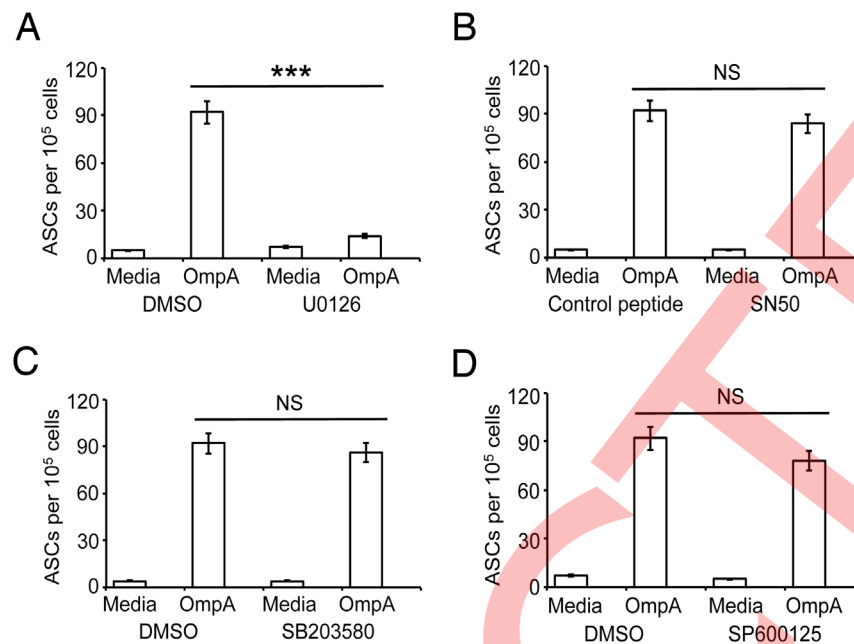 A
ASCs per 10⁵ cells
120
90
60
30
0
***
Media OmpA Media OmpA
DMSO U0126
B
ASCs per 10⁵ cells
120
90
60
30
0
NS
Media OmpA Media OmpA
Control peptide SN50
C
ASCs per 10⁵ cells
120
90
60
30
0
NS
Media OmpA Media OmpA
DMSO SB203580
D
ASCs per 10⁵ cells
120
90
60
30
0
NS
Media OmpA Media OmpA
DMSO SP600125